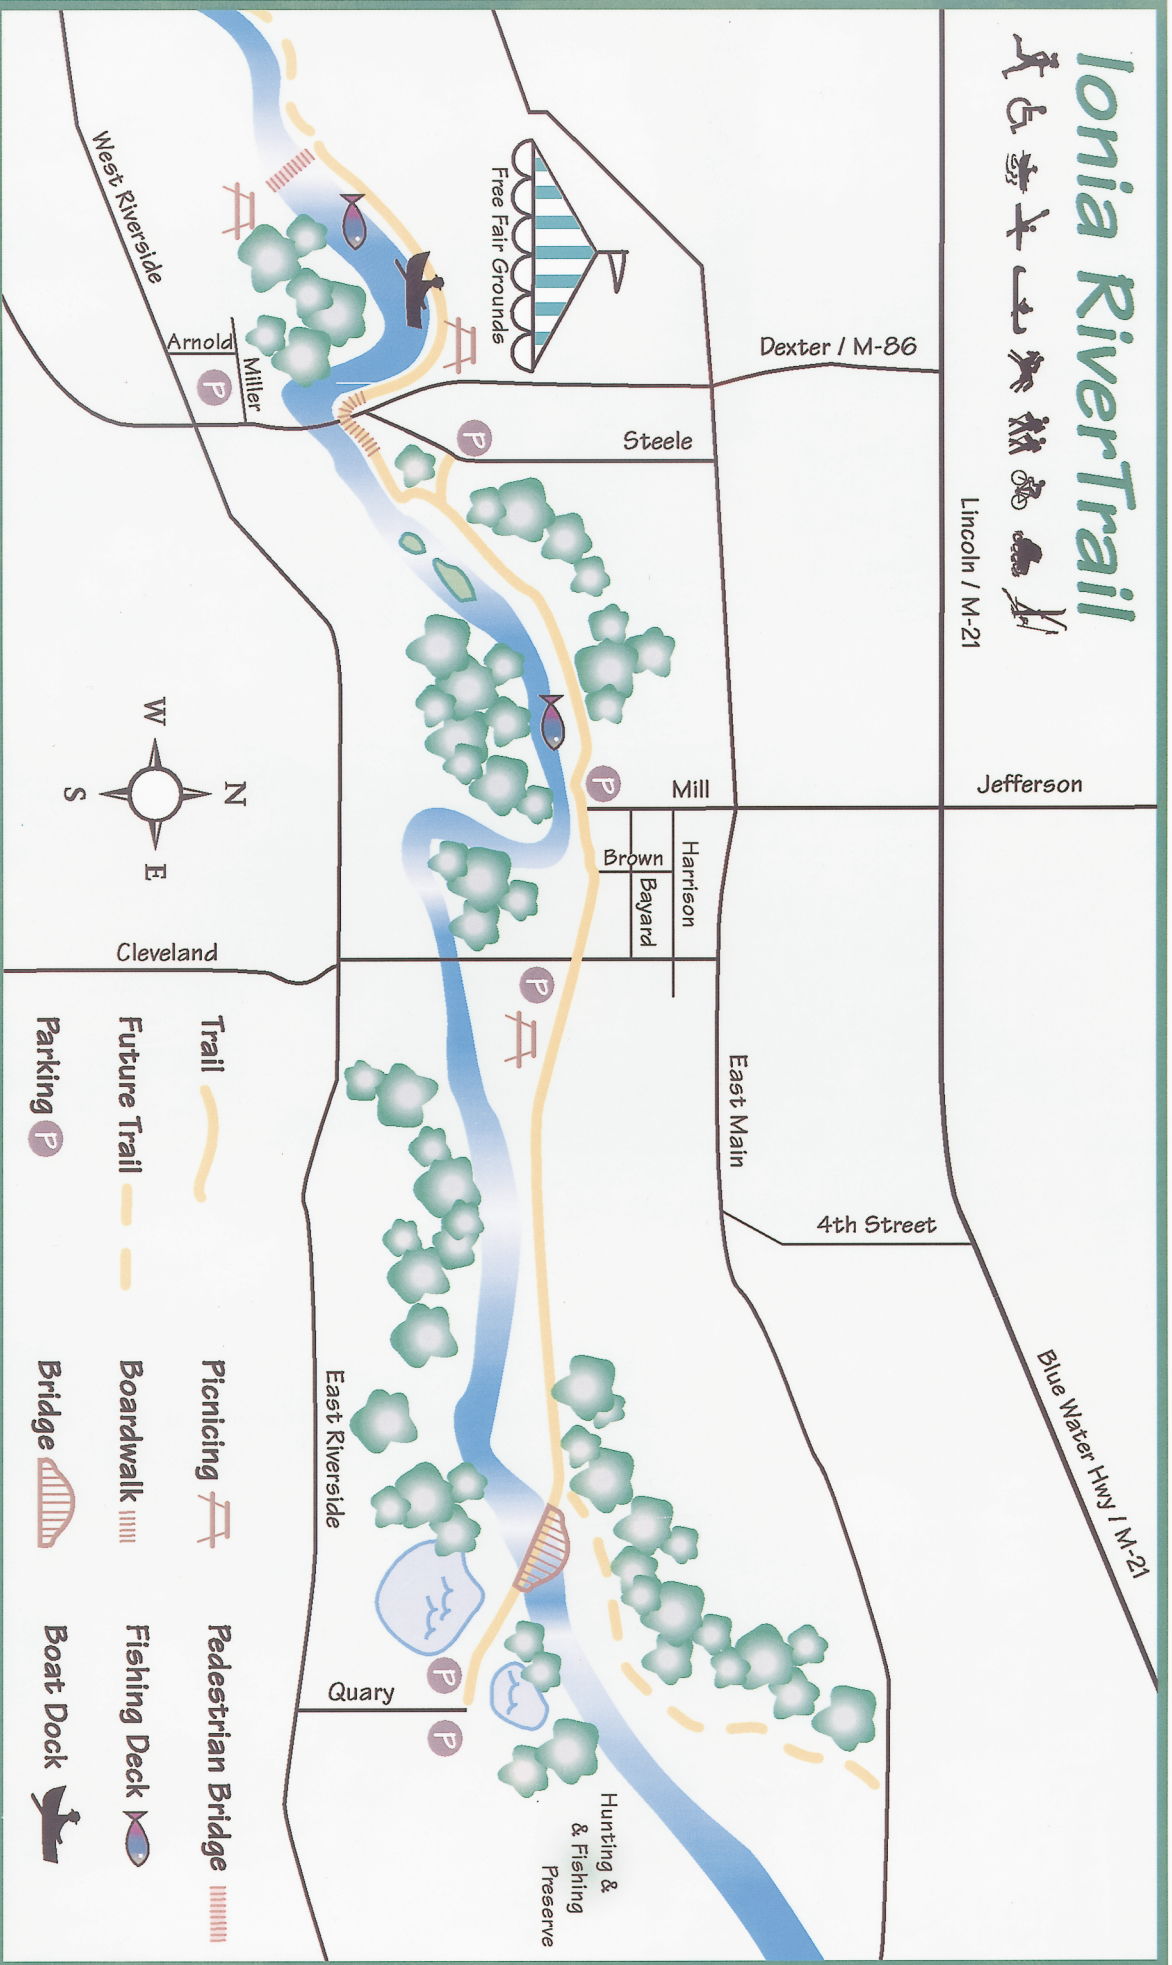 Ionia RiverTrail
Lincoln / M-21
Jefferson
Blue Water Hwy / M-21
Dexter / M-86
4th Street
Free Fair Grounds
Steele
P
Mill
Harrison
East Main
P
Brown
Bayard
West Riverside
Arnold
Miller
P
P
Hunting &
& Fishing
Preserve
P
P
P
Cleveland
East Riverside
Quary
N
W
E
S
Trail
Picnicing
Pedestrian Bridge
Future Trail
Boardwalk
Fishing Deck
Parking P
Bridge
Boat Dock